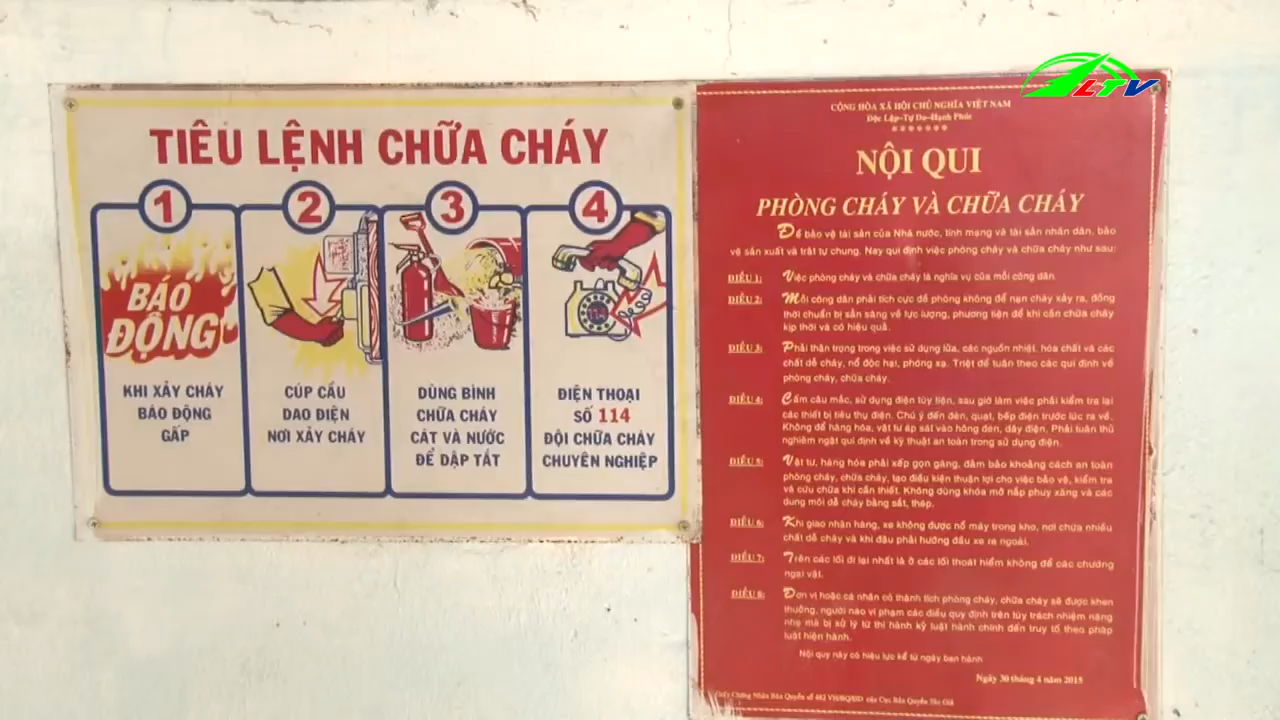 LTV
TIÊU LỆNH CHỮA CHÁY
1
2
3
4
BÁO
ĐỘNG
114
KHI XẢY CHÁY
BÁO ĐỘNG
GẤP
CÚP CẦU
DAO ĐIỆN
NƠI XẢY CHÁY
DÙNG BÌNH
CHỮA CHÁY
CÁT VÀ NƯỚC
ĐỂ DẬP TẮT
ĐIỆN THOẠI
SỐ 114
ĐỘI CHỮA CHÁY
CHUYÊN NGHIỆP
CỘNG HÒA XÃ HỘI CHỦ NGHĨA VIỆT NAM
Độc Lập-Tự Do-Hạnh Phúc
NỘI QUI
PHÒNG CHÁY VÀ CHỮA CHÁY
Để bảo vệ tài sản của Nhà nước, tính mạng và tài sản nhân dân, bảo
vệ sản xuất và trật tự chung. Nay qui định việc phòng cháy và chữa cháy như sau:
ĐIỀU 1: Việc phòng cháy và chữa cháy là nghĩa vụ của mỗi công dân.
ĐIỀU 2: Mỗi công dân phải tích cực đề phòng không để nạn cháy xảy ra, đồng
thời chuẩn bị sẵn sàng về lực lượng, phương tiện để khi cần chữa cháy
kịp thời và có hiệu quả.
ĐIỀU 3: Phải thận trọng trong việc sử dụng lửa, các nguồn nhiệt, hóa chất và các
chất dễ cháy, nổ độc hại, phóng xạ. Triệt để tuân theo các qui định về
phòng cháy, chữa cháy.
ĐIỀU 4: Cấm câu mắc, sử dụng điện tùy tiện, sau giờ làm việc phải kiểm tra lại
các thiết bị tiêu thụ điện. Chú ý đến đèn, quạt, bếp điện trước lúc ra về.
Không để hàng hóa, vật tư áp sát vào hông đèn, dây điện. Phải tuân thủ
nghiêm ngặt qui định về kỹ thuật an toàn trong sử dụng điện.
ĐIỀU 5: Vật tư, hàng hóa phải xếp gọn gàng, đảm bảo khoảng cách an toàn
phòng cháy, chữa cháy, tạo điều kiện thuận lợi cho việc bảo vệ, kiểm tra
và cứu chữa khi cần thiết. Không dùng khóa mở nắp phuy xăng và các
dung môi dễ cháy bằng sắt, thép.
ĐIỀU 6: Khi giao nhận hàng, xe không được nổ máy trong kho, nơi chứa nhiều
chất dễ cháy và khi đậu phải hướng đầu xe ra ngoài.
ĐIỀU 7: Trên các lối đi lại nhất là ở các lối thoát hiểm không để các chướng
ngại vật.
ĐIỀU 8: Đơn vị hoặc cá nhân có thành tích phòng cháy, chữa cháy sẽ được khen
thưởng, người nào vi phạm các điều quy định trên tùy trách nhiệm nặng
nhẹ mà bị xử lý từ thi hành kỷ luật hành chính đến truy tố theo pháp
luật hiện hành.
Nội quy này có hiệu lực kể từ ngày ban hành
Ngày 30 tháng 4 năm 2015
Giấy Chứng Nhận Bản Quyền số 462 của Cục Bản Quyền Tác Giả